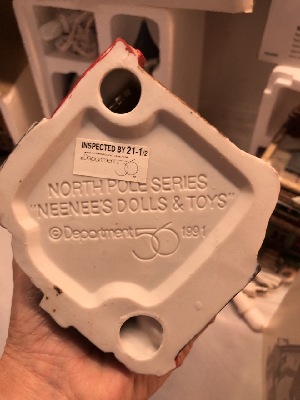 INSPECTED BY 21-1/2
Department 56
NORTH POLE SERIES
"NEENEE'S DOLLS & TOYS"
©Department 56 1991